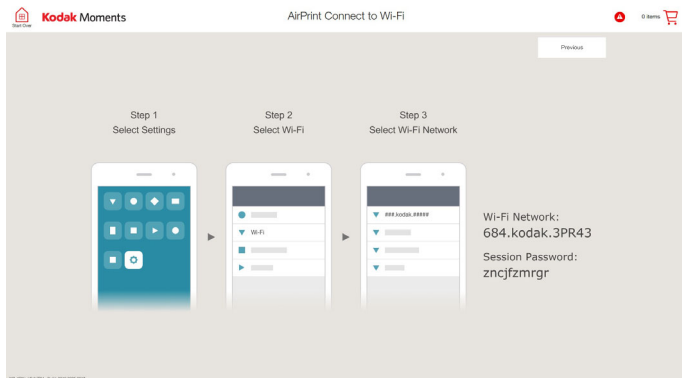 Start Over
Kodak Moments
AirPrint Connect to Wi-Fi
0 items
Previous
Step 1
Select Settings
Step 2
Select Wi-Fi
Step 3
Select Wi-Fi Network
Wi-Fi
###.kodak.#####
Wi-Fi Network:
684.kodak.3PR43
Session Password:
zncjfzmrgr